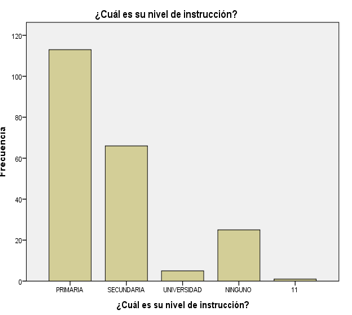 ¿Cuál es su nivel de instrucción?
120
100
80
60
40
20
0
Frecuencia
PRIMARIA SECUNDARIA UNIVERSIDAD NINGUNO 11
¿Cuál es su nivel de instrucción?